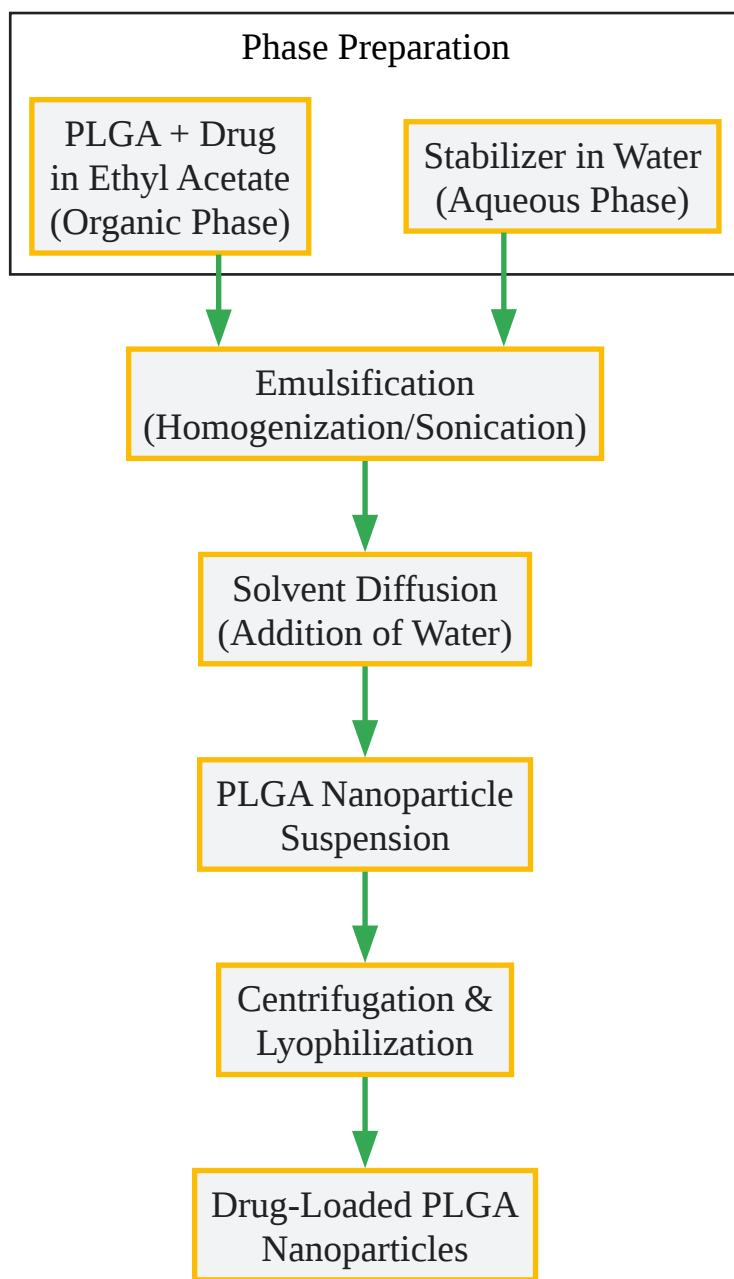 Phase Preparation
PLGA + Drug
in Ethyl Acetate
(Organic Phase)
Stabilizer in Water
(Aqueous Phase)
Emulsification
(Homogenization/Sonication)
Solvent Diffusion
(Addition of Water)
PLGA Nanoparticle
Suspension
Centrifugation &
Lyophilization
Drug-Loaded PLGA
Nanoparticles